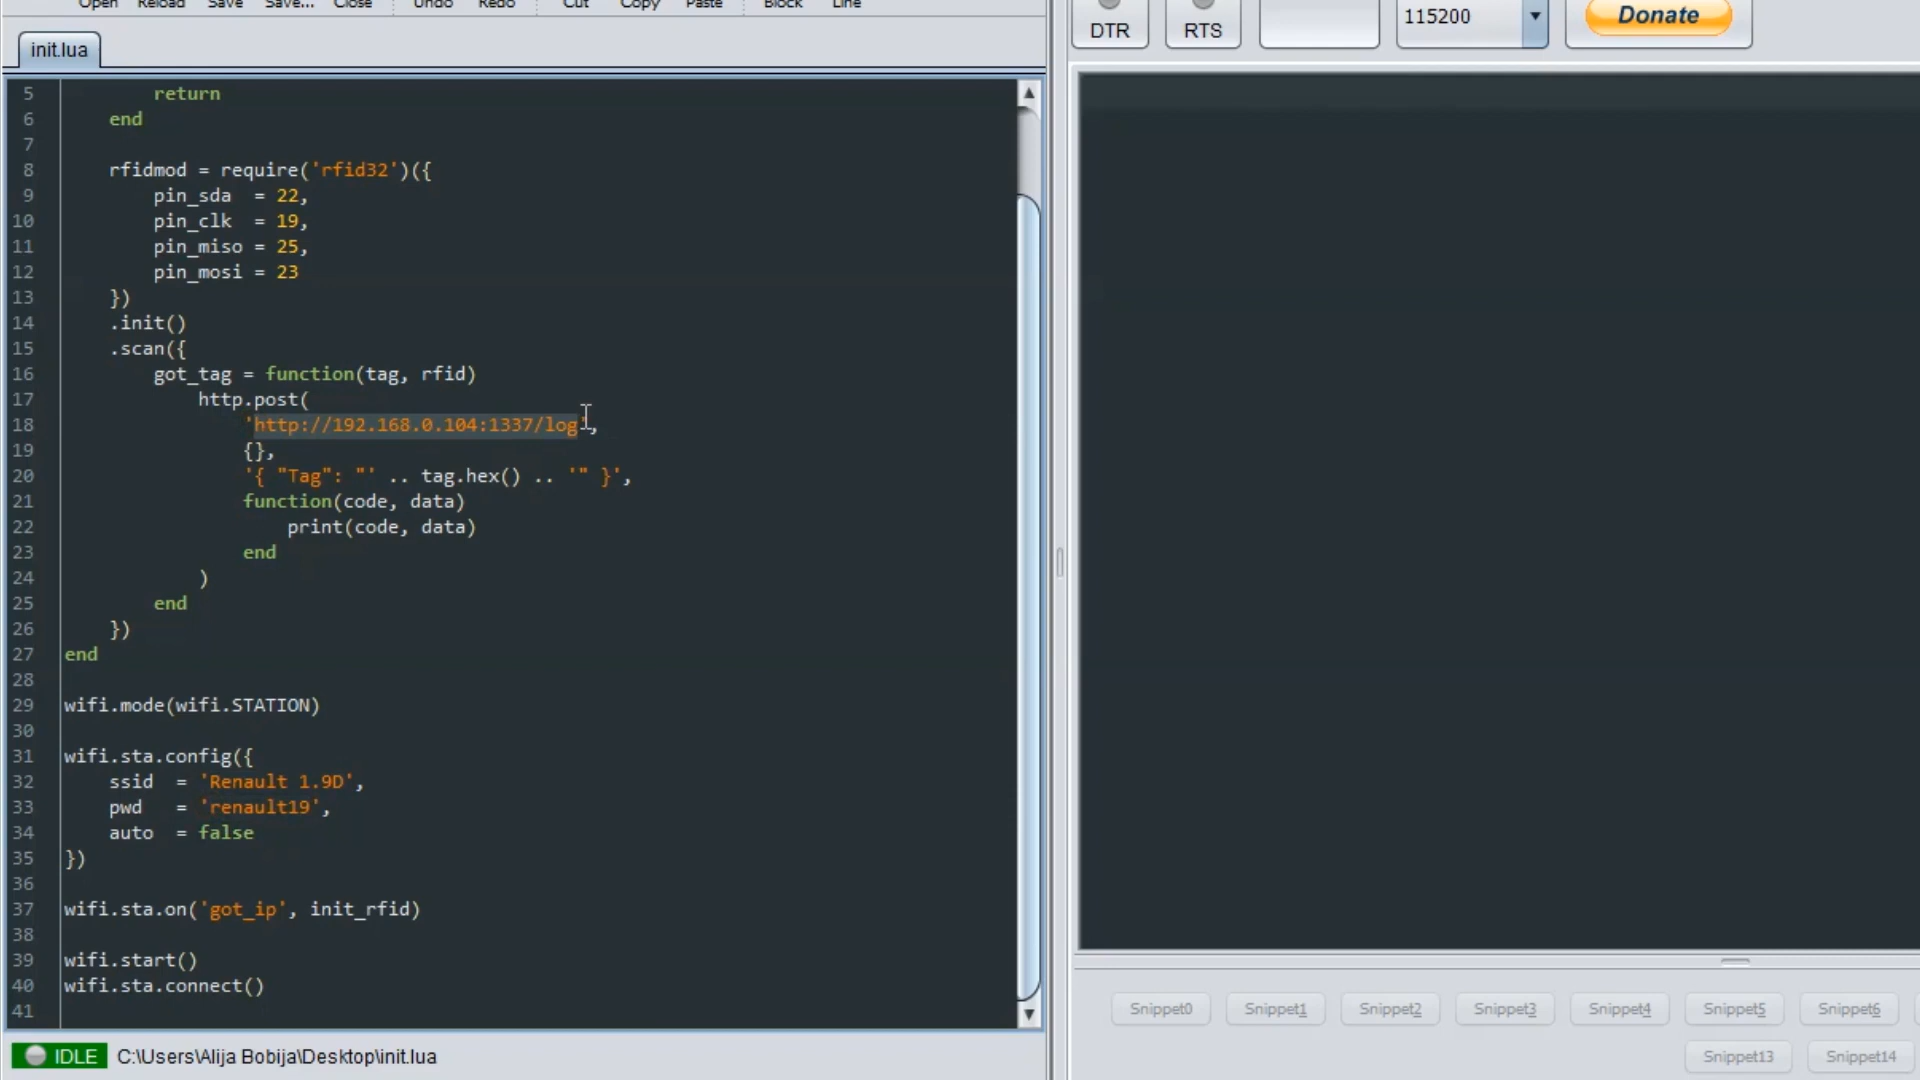 Open Reload Save Save... Close Undo Redo Cut Copy Paste Block Line
DTR RTS 115200 Donate
init.lua
5 return
6 end
7
8 rfidmod = require('rfid32')({
9 pin_sda  = 22,
10 pin_clk  = 19,
11 pin_miso = 25,
12 pin_mosi = 23
13 })
14 .init()
15 .scan({
16 got_tag = function(tag, rfid)
17 http.post(
18 'http://192.168.0.104:1337/log',
19 {},
20 '{ "Tag": "' .. tag.hex() .. '" }',
21 function(code, data)
22 print(code, data)
23 end
24 )
25 end
26 })
27 end
28
29 wifi.mode(wifi.STATION)
30
31 wifi.sta.config({
32 ssid  = 'Renault 1.9D',
33 pwd   = 'renault19',
34 auto  = false
35 })
36
37 wifi.sta.on('got_ip', init_rfid)
38
39 wifi.start()
40 wifi.sta.connect()
41
IDLE C:\Users\Alija Bobija\Desktop\init.lua
Snippet0 Snippet1 Snippet2 Snippet3 Snippet4 Snippet5 Snippet6
Snippet13 Snippet14